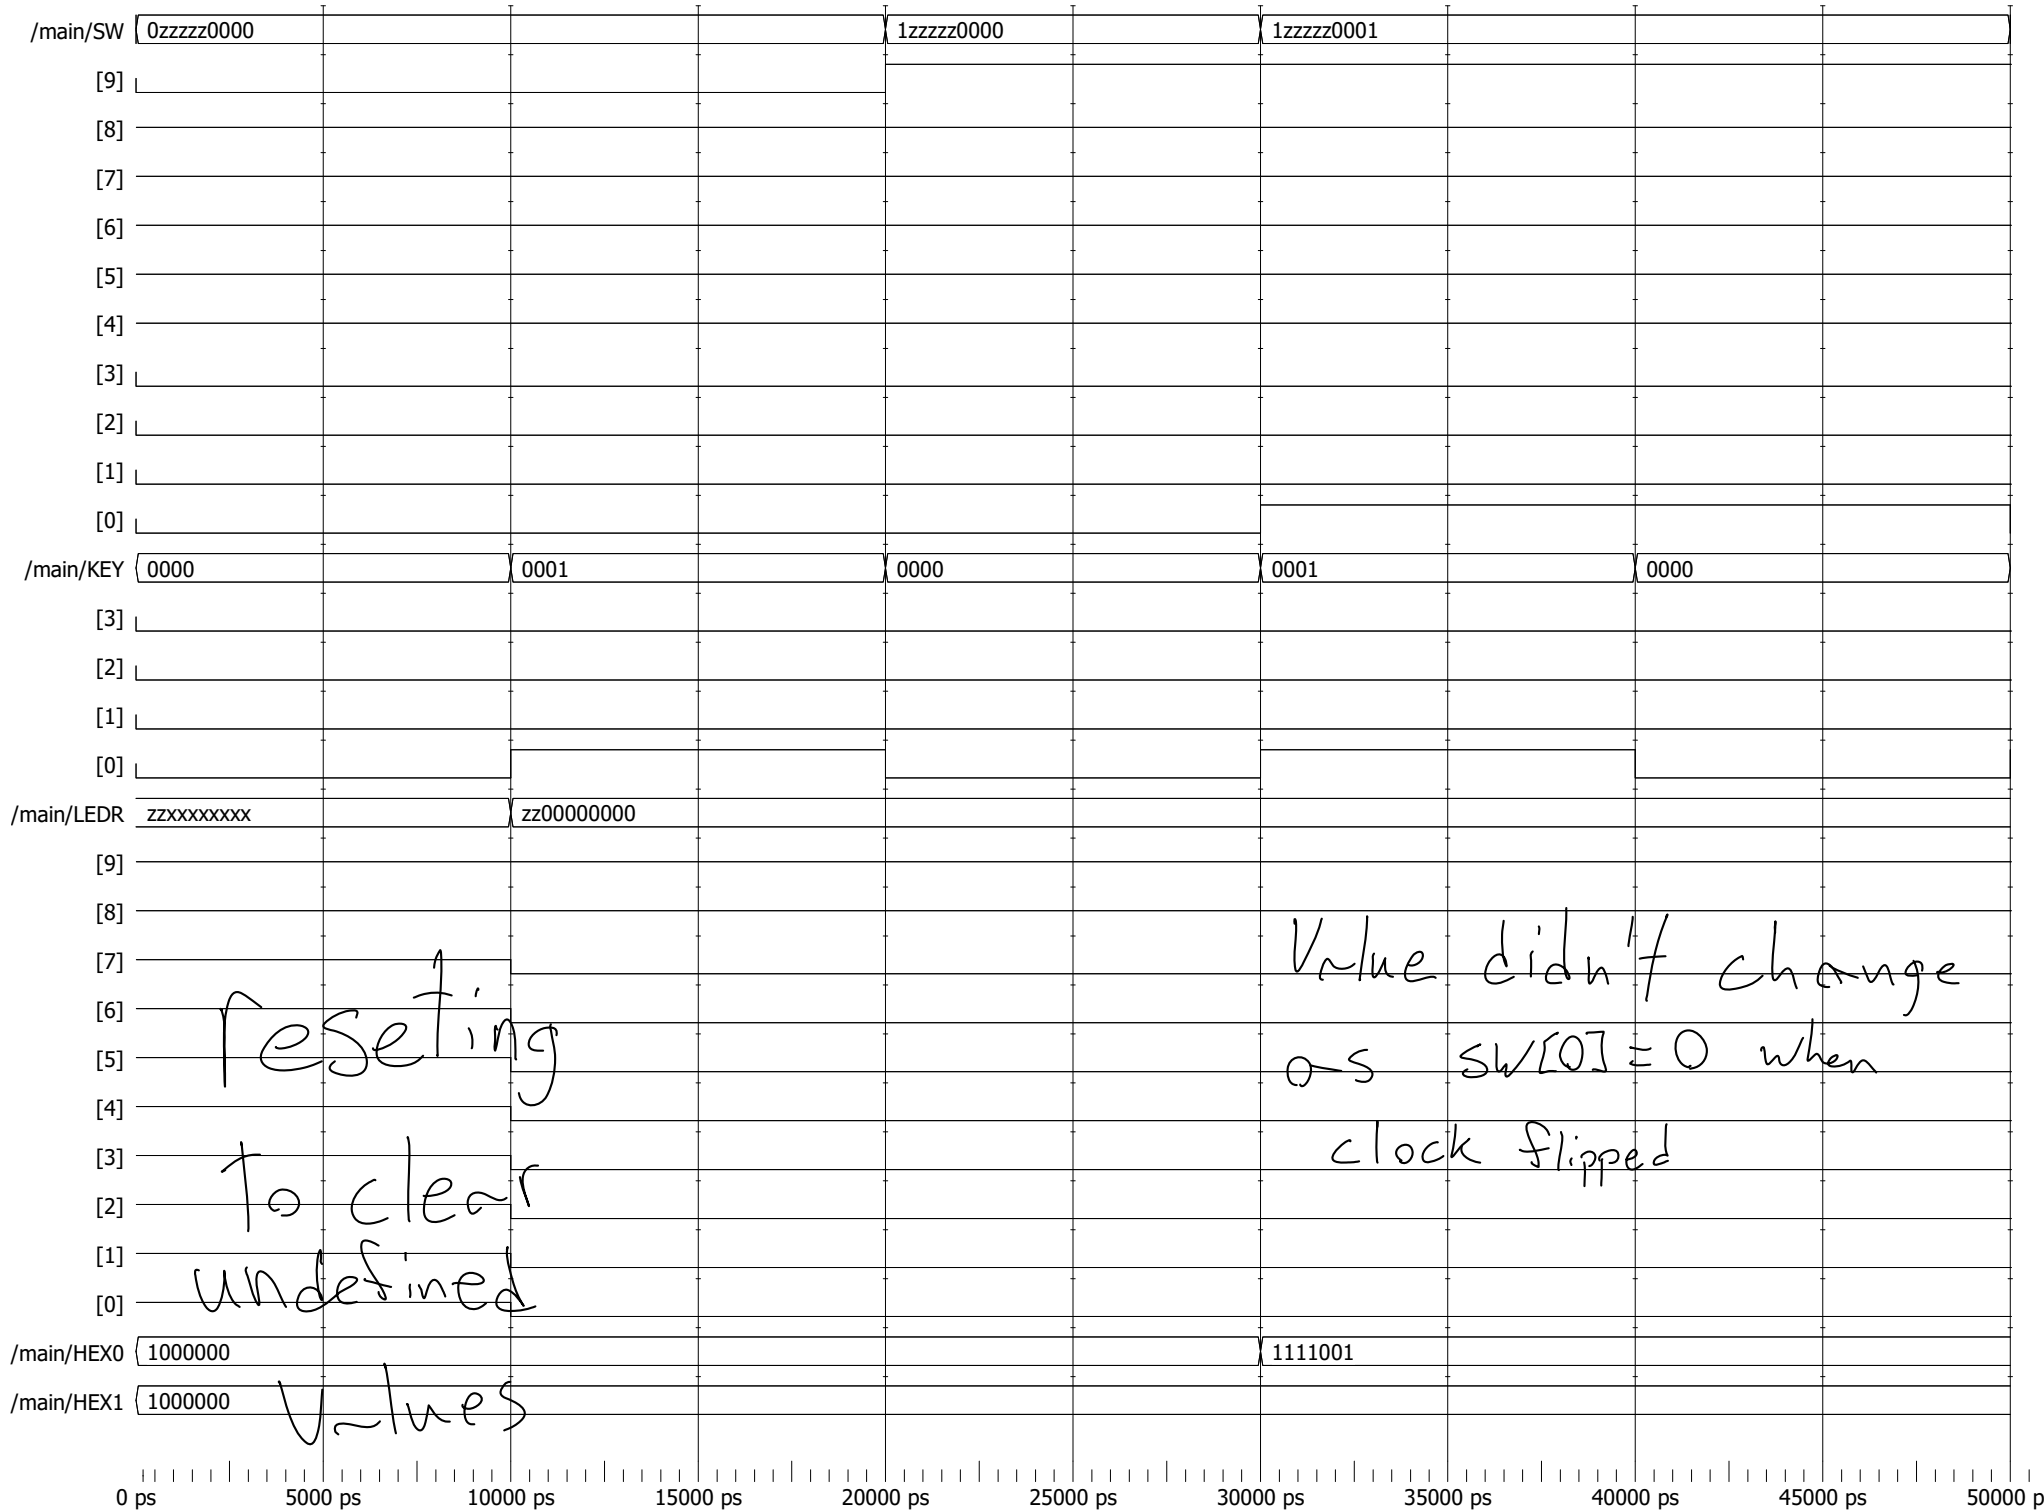 /main/SW 0zzzzz0000 1zzzzz0000 1zzzzz0001
[9]
[8]
[7]
[6]
[5]
[4]
[3]
[2]
[1]
[0]
/main/KEY 0000 0001 0000 0001 0000
[3]
[2]
[1]
[0]
/main/LEDR zzxxxxxxxx zz00000000
[9]
[8]
[7]
[6]
[5]
[4]
[3]
[2]
[1]
[0]
reseting
to clear
undefined
values
Value didn't change
as SW[0]=0 when
clock flipped
/main/HEX0 1000000 1111001
/main/HEX1 1000000
0 ps 5000 ps 10000 ps 15000 ps 20000 ps 25000 ps 30000 ps 35000 ps 40000 ps 45000 ps 50000 p